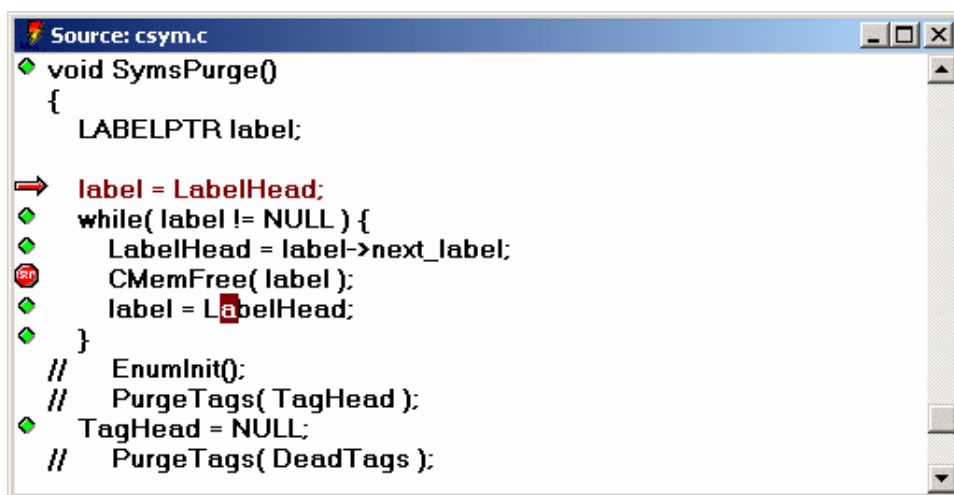 Source: csym.c
void SymsPurge()
{
LABELPTR label;
label = LabelHead;
while( label != NULL ) {
LabelHead = label->next_label;
CMemFree( label );
label = LabelHead;
}
// EnumInit();
// PurgeTags( TagHead );
TagHead = NULL;
// PurgeTags( DeadTags );